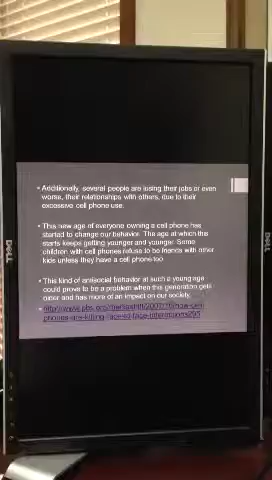 • Additionally, several people are losing their jobs or even
worse, their relationships with others, due to their
excessive cell phone use.
• This new age of everyone owning a cell phone has
started to change our behavior. The age at which this
starts keeps getting younger and younger. Some
children with cell phones refuse to be friends with other
kids unless they have a cell phone too
• This kind of antisocial behavior at such a young age
could prove to be a problem when this generation gets
older and has more of an impact on our society.
DELL
DELL